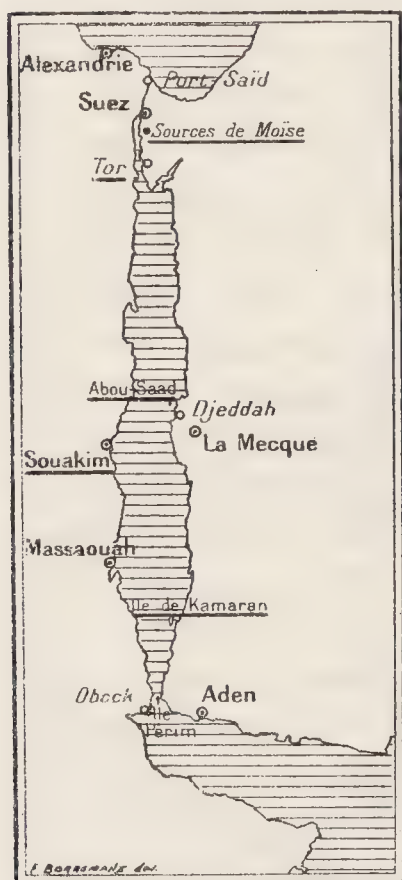 Alexandrie
Port-Saïd
Suez
Sources de Moïse
Tor
Abou-Saad
Djeddah
La Mecque
Souakim
Massaouah
Ile de Kamaran
Obock
Aden
Ile
Périm